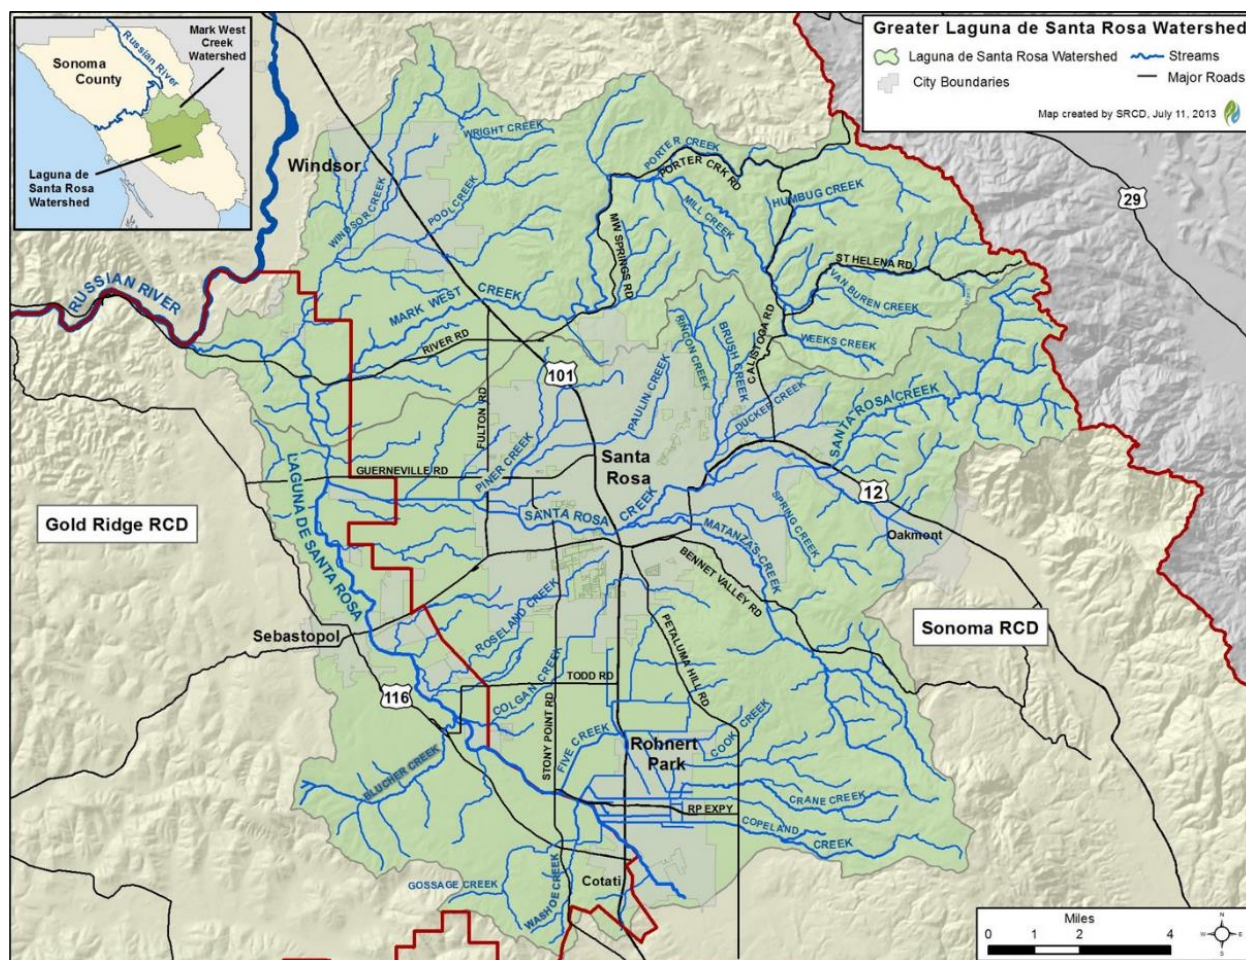 Mark West
Creek
Watershed
Russian River
Sonoma
County
Russian River
Laguna de
Santa Rosa
Watershed
Greater Laguna de Santa Rosa Watershed
Laguna de Santa Rosa Watershed
Streams
City Boundaries
Major Roads
Map created by SRCD, July 11, 2013
29
Windsor
WRIGHT CREEK
PORTER CREEK
PORTER CRK RD
HUMBUG CREEK
WINDSOR CREEK
POOL CREEK
MILL CREEK
MW SPRINGS RD
ST HELENA RD
VAN BUREN CREEK
RUSSIAN RIVER
MARK WEST CREEK
RIVER RD
WEEKS CREEK
CALISTOGA RD
RINCON CREEK
BRUSH CREEK
101
PAULIN CREEK
DUCKER CREEK
FULTON RD
SANTA ROSA CREEK
GUERNEVILLE RD
PINER CREEK
Santa
Rosa
12
LAGUNA DE SANTA ROSA
SANTA ROSA CREEK
SPRING CREEK
MATANZAS CREEK
Oakmont
Gold Ridge RCD
BENNET VALLEY RD
ROSELAND CREEK
Sebastopol
PETALUMA HILL RD
Sonoma RCD
TODD RD
COLGAN CREEK
116
STONY POINT RD
FIVE CREEK
COOK CREEK
Rohnert
Park
BLUCHER CREEK
CRANE CREEK
RP EXPY
COPELAND CREEK
Cotati
GOSSAGE CREEK
WASHOE CREEK
Miles
0 1 2 4
N
W E
S